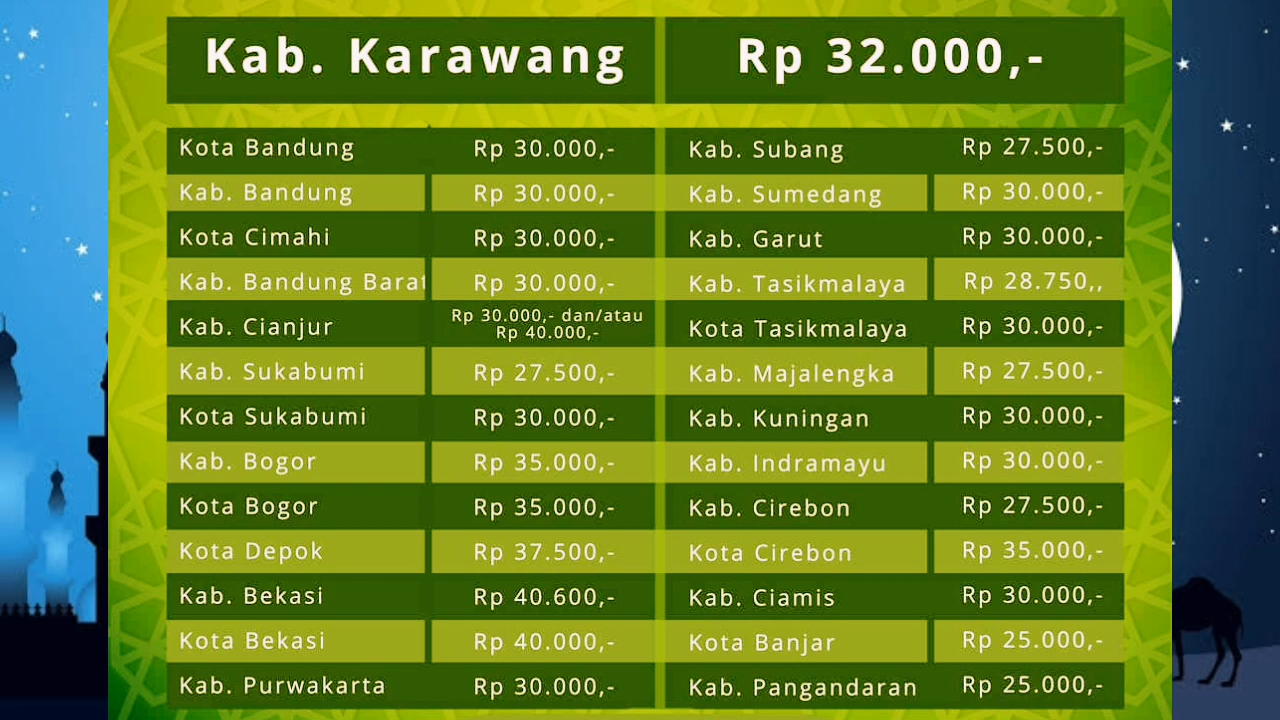 Kab. Karawang Rp 32.000,-
Kota Bandung Rp 30.000,- Kab. Subang Rp 27.500,-
Kab. Bandung Rp 30.000,- Kab. Sumedang Rp 30.000,-
Kota Cimahi Rp 30.000,- Kab. Garut Rp 30.000,-
Kab. Bandung Barat Rp 30.000,- Kab. Tasikmalaya Rp 28.750,,
Kab. Cianjur Rp 30.000,- dan/atau
Rp 40.000,- Kota Tasikmalaya Rp 30.000,-
Kab. Sukabumi Rp 27.500,- Kab. Majalengka Rp 27.500,-
Kota Sukabumi Rp 30.000,- Kab. Kuningan Rp 30.000,-
Kab. Bogor Rp 35.000,- Kab. Indramayu Rp 30.000,-
Kota Bogor Rp 35.000,- Kab. Cirebon Rp 27.500,-
Kota Depok Rp 37.500,- Kota Cirebon Rp 35.000,-
Kab. Bekasi Rp 40.600,- Kab. Ciamis Rp 30.000,-
Kota Bekasi Rp 40.000,- Kota Banjar Rp 25.000,-
Kab. Purwakarta Rp 30.000,- Kab. Pangandaran Rp 25.000,-